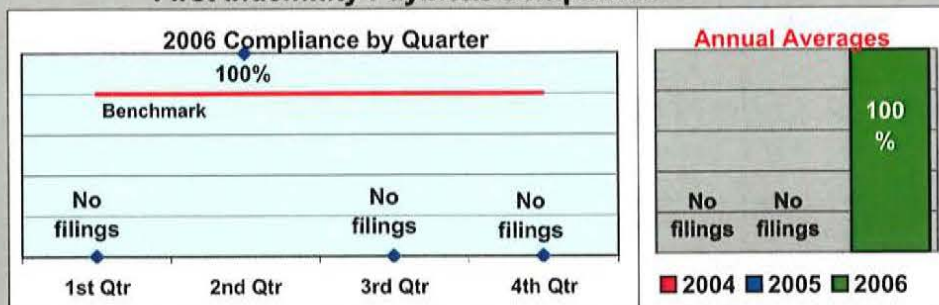 2006 Compliance by Quarter
100%
Benchmark
No
filings
No
filings
No
filings
1st Qtr
2nd Qtr
3rd Qtr
4th Qtr
Annual Averages
No
filings
No
filings
100
%
2004
2005
2006